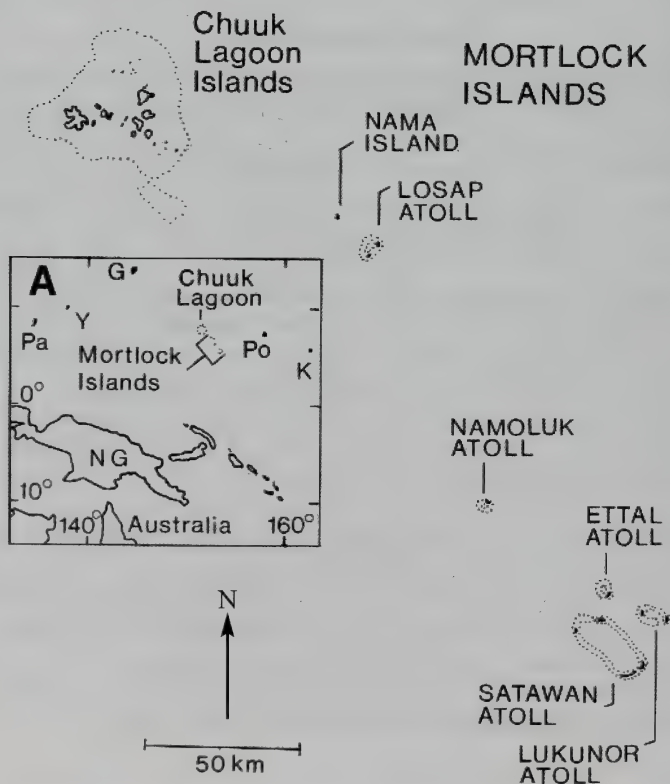 Chuuk
Lagoon
Islands
MORTLOCK
ISLANDS
NAMA
ISLAND
LOSAP
ATOLL
A
G
Chuuk
Lagoon
Y
Pa
Mortlock
Islands
Po
K
0°
NG
10°
140°
Australia
160°
NAMOLUK
ATOLL
ETTAL
ATOLL
N
SATAWAN
ATOLL
50 km
LUKUNOR
ATOLL